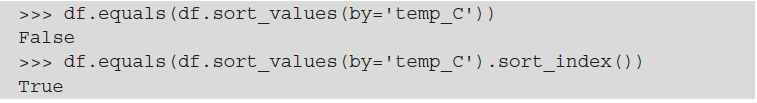 >>> df.equals(df.sort_values(by='temp_C'))
False
>>> df.equals(df.sort_values(by='temp_C').sort_index())
True